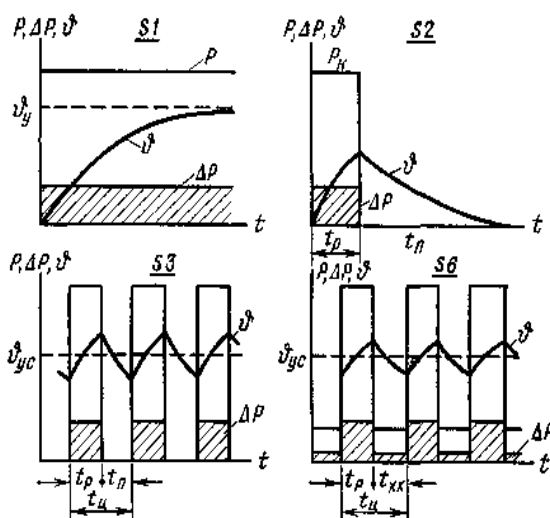 P, ΔP, ϑ S1
P
ϑу
ϑ
ΔP
t
P, ΔP, ϑ S2
Pк
ϑ
ΔP
tр tп t
P, ΔP, ϑ S3
ϑ
ϑус
ΔP
t
tр tп
tц
P, ΔP, ϑ S6
ϑ
ϑус
ΔP
t
tр tхх
tц